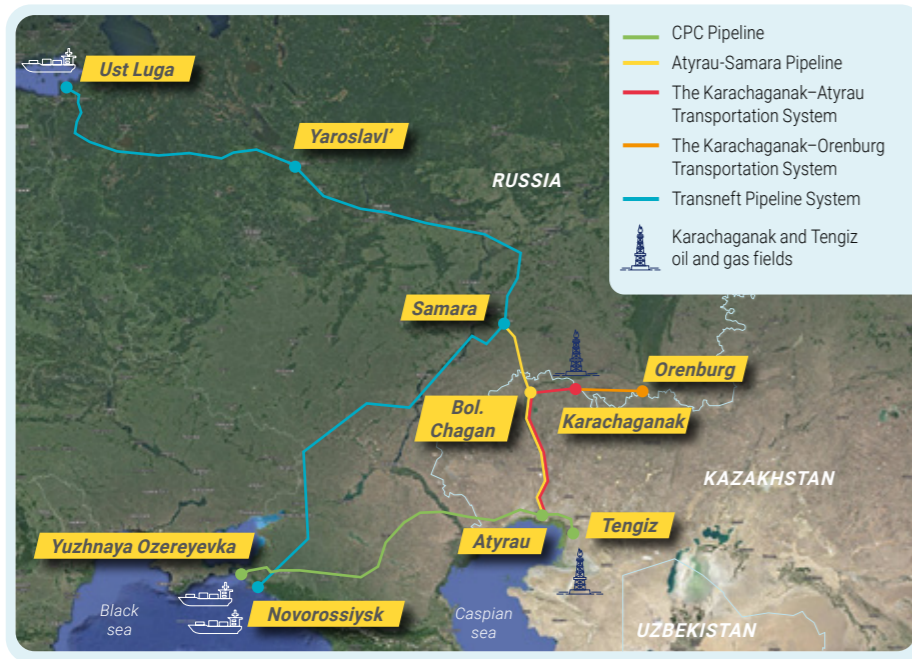 Ust Luga
Yaroslavl’
RUSSIA
Samara
Orenburg
Bol.
Chagan
Karachaganak
KAZAKHSTAN
Yuzhnaya Ozereyevka
Atyrau
Tengiz
Black
sea
Novorossiysk
Caspian
sea
UZBEKISTAN
CPC Pipeline
Atyrau-Samara Pipeline
The Karachaganak–Atyrau
Transportation System
The Karachaganak–Orenburg
Transportation System
Transneft Pipeline System
Karachaganak and Tengiz
oil and gas fields